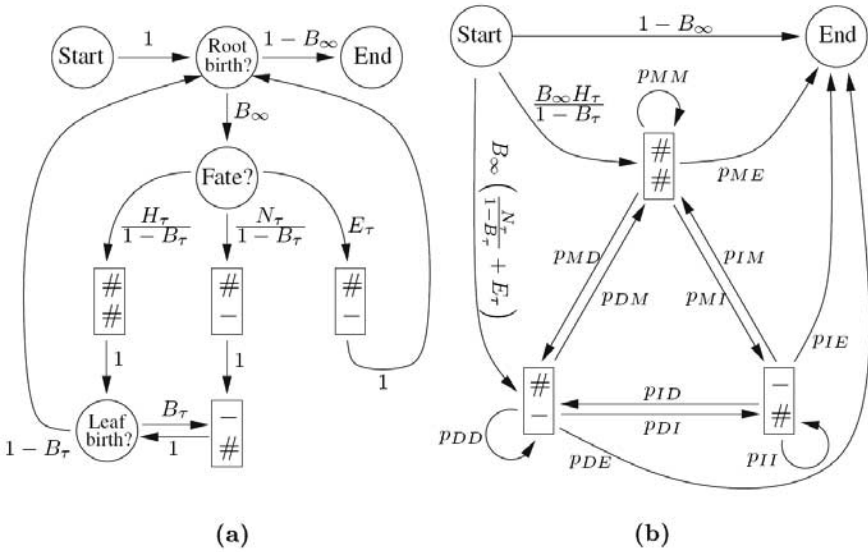 Start
1
Root
birth?
1 − B∞
End
B∞
Fate?
Hτ / 1 − Bτ
Nτ / 1 − Bτ
Eτ
#
#
#
−
#
−
1
1
1
Leaf
birth?
Bτ
1
−
#
1 − Bτ
(a)
Start
1 − B∞
End
B∞Hτ / 1 − Bτ
pMM
#
#
pME
B∞ ( Nτ / 1−Bτ + Eτ )
pMD
pDM
pIM
pMI
pIE
#
−
pID
pDI
−
#
pDD
pDE
pII
(b)